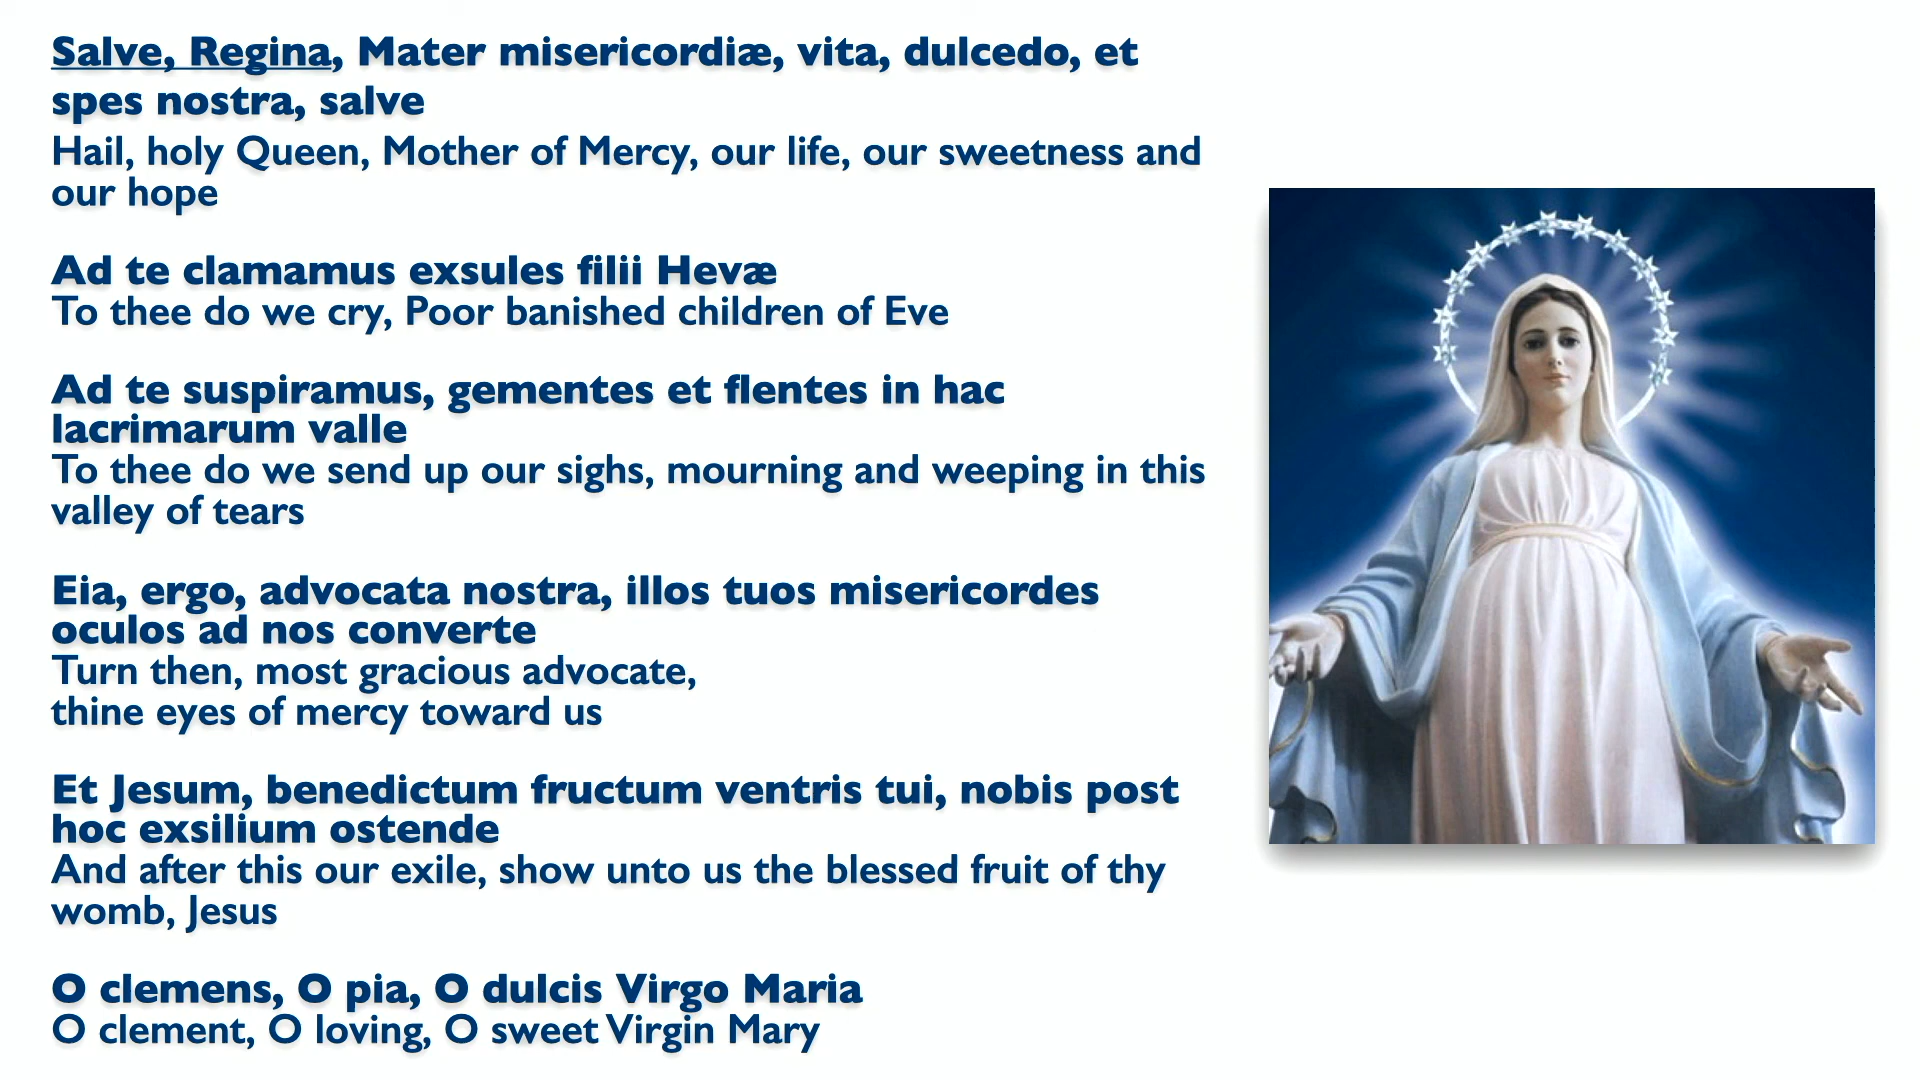 Salve, Regina, Mater misericordiæ, vita, dulcedo, et
spes nostra, salve
Hail, holy Queen, Mother of Mercy, our life, our sweetness and
our hope
Ad te clamamus exsules filii Hevæ
To thee do we cry, Poor banished children of Eve
Ad te suspiramus, gementes et flentes in hac
lacrimarum valle
To thee do we send up our sighs, mourning and weeping in this
valley of tears
Eia, ergo, advocata nostra, illos tuos misericordes
oculos ad nos converte
Turn then, most gracious advocate,
thine eyes of mercy toward us
Et Jesum, benedictum fructum ventris tui, nobis post
hoc exsilium ostende
And after this our exile, show unto us the blessed fruit of thy
womb, Jesus
O clemens, O pia, O dulcis Virgo Maria
O clement, O loving, O sweet Virgin Mary